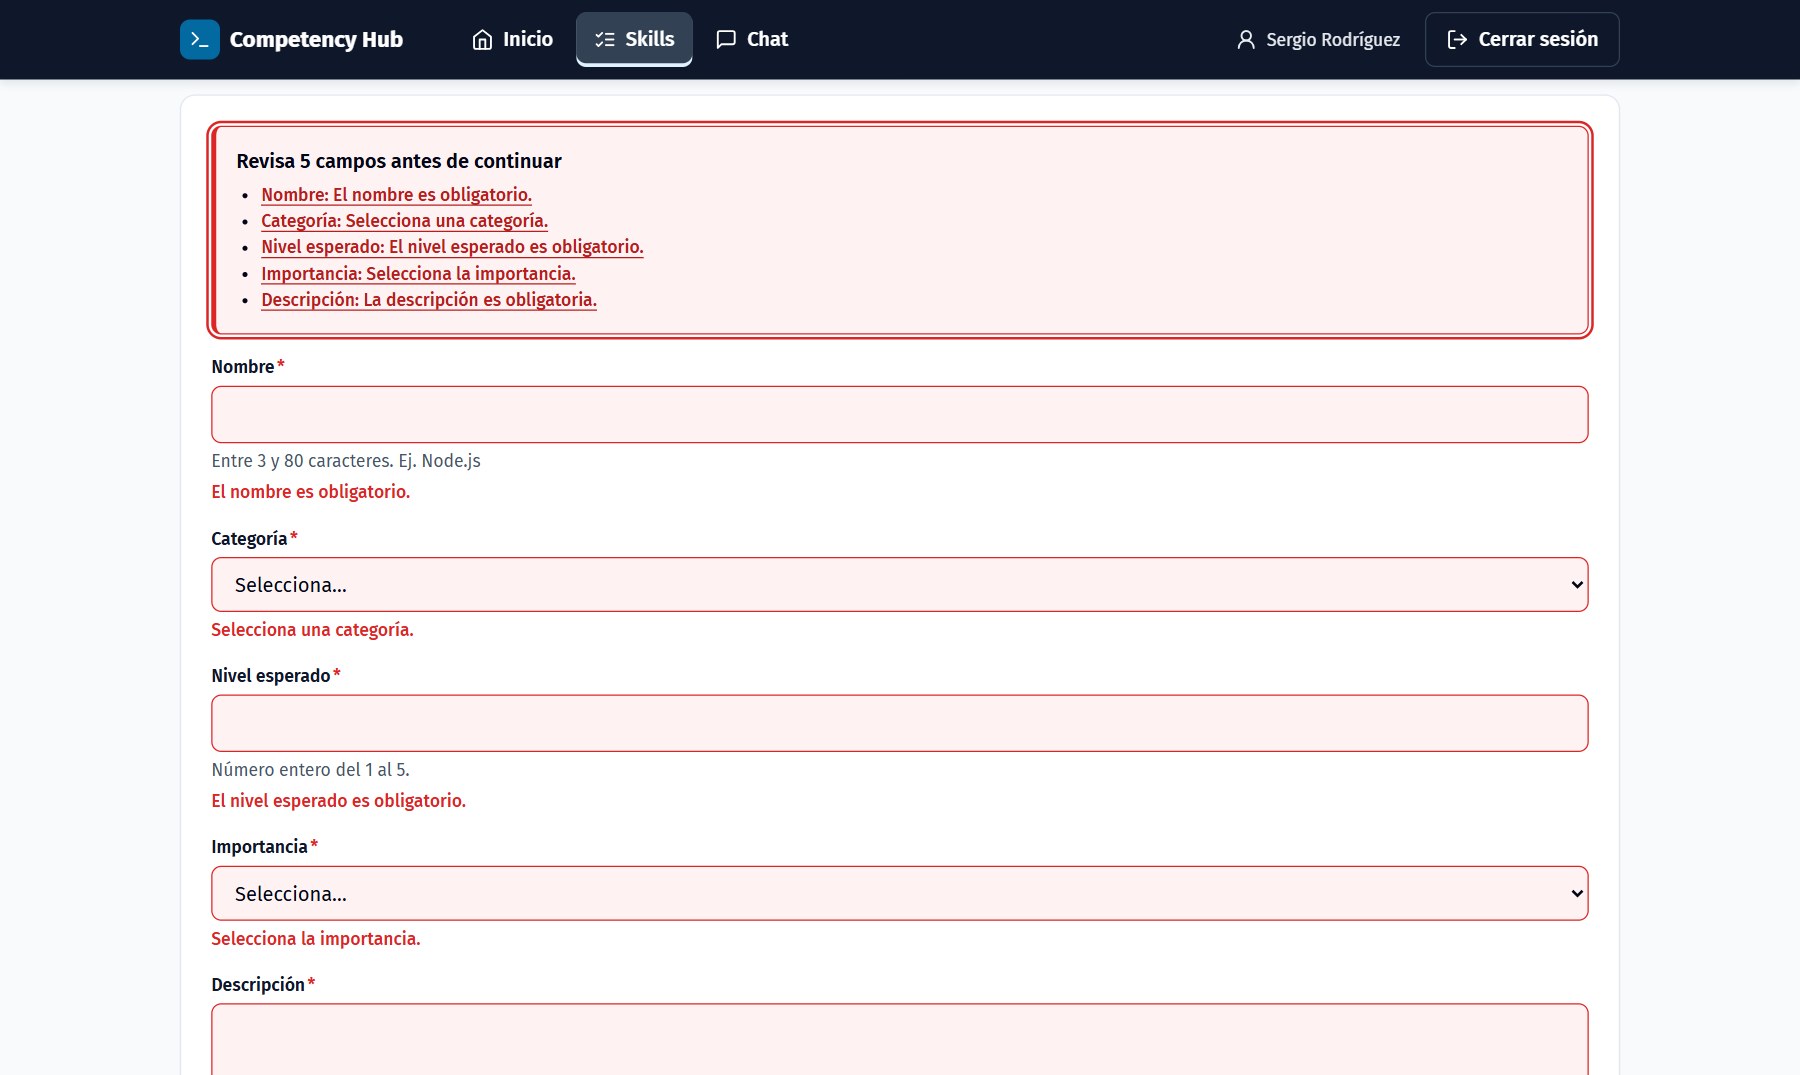 Competency Hub
Inicio
Skills
Chat
Sergio Rodríguez
Cerrar sesión
Revisa 5 campos antes de continuar
• Nombre: El nombre es obligatorio.
• Categoría: Selecciona una categoría.
• Nivel esperado: El nivel esperado es obligatorio.
• Importancia: Selecciona la importancia.
• Descripción: La descripción es obligatoria.
Nombre*
Entre 3 y 80 caracteres. Ej. Node.js
El nombre es obligatorio.
Categoría*
Selecciona...
Selecciona una categoría.
Nivel esperado*
Número entero del 1 al 5.
El nivel esperado es obligatorio.
Importancia*
Selecciona...
Selecciona la importancia.
Descripción*